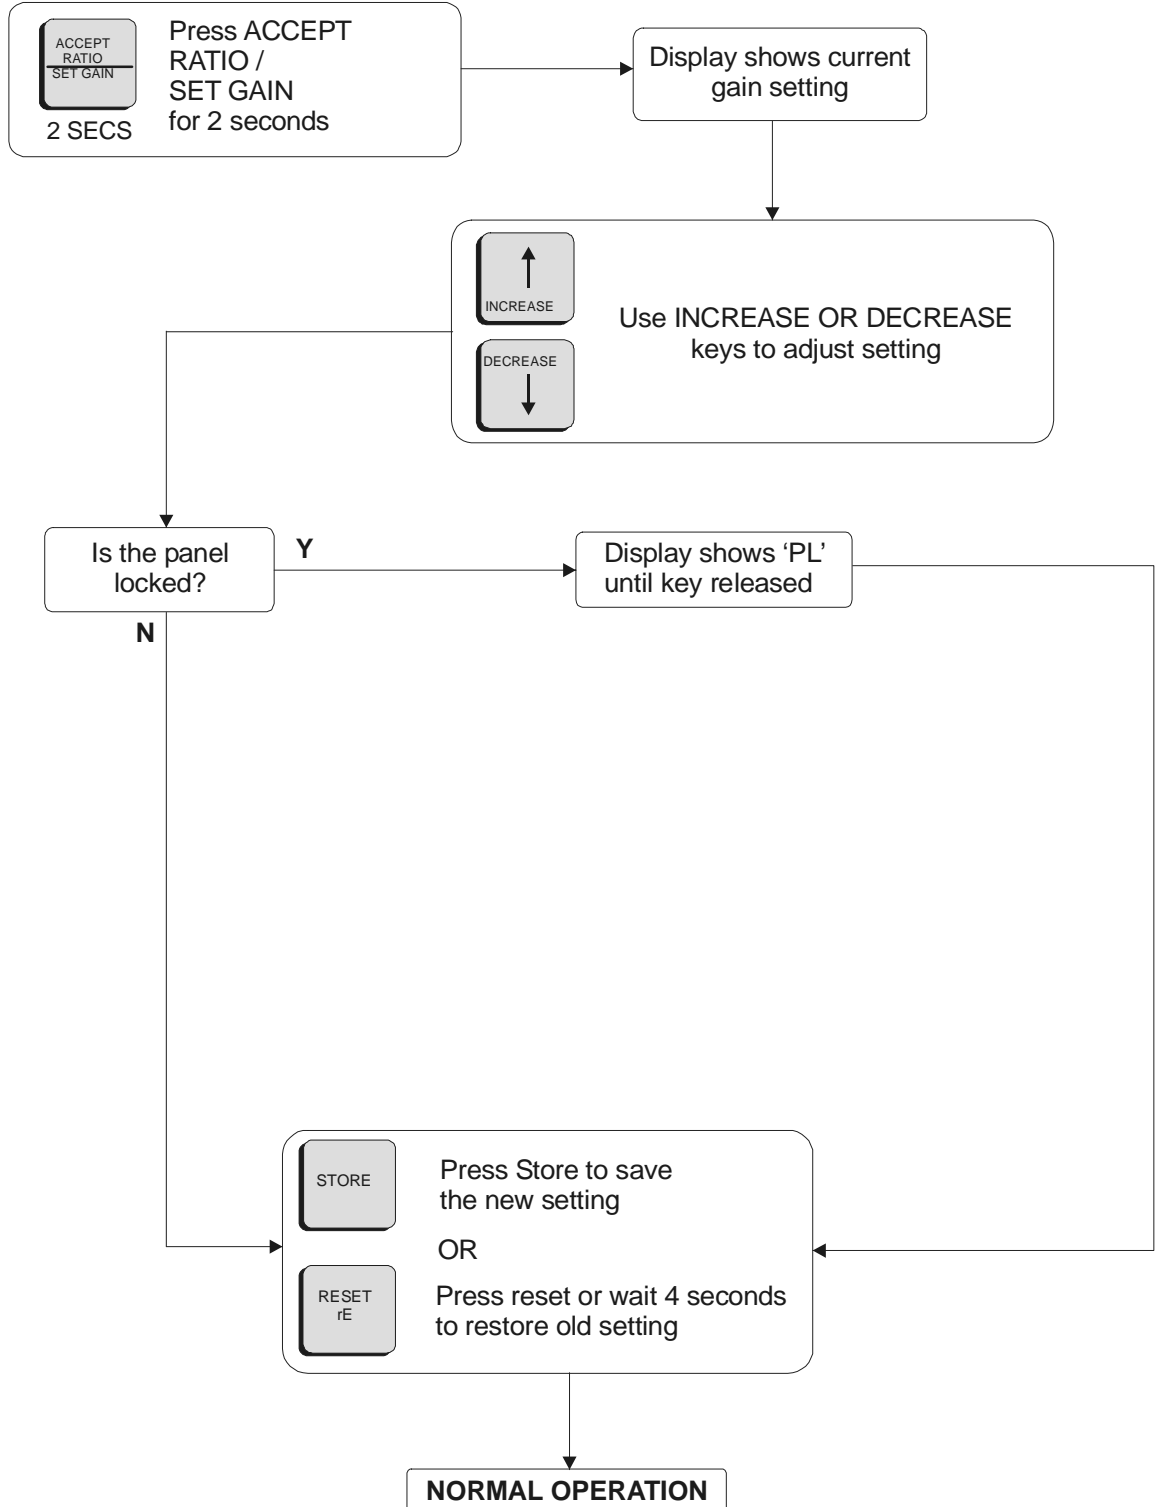 ACCEPT
RATIO
SET GAIN
2 SECS
Press ACCEPT
RATIO /
SET GAIN
for 2 seconds
Display shows current
gain setting
INCREASE
DECREASE
Use INCREASE OR DECREASE
keys to adjust setting
Is the panel
locked?
Y
N
Display shows ‘PL’
until key released
STORE
Press Store to save
the new setting
OR
RESET
rE
Press reset or wait 4 seconds
to restore old setting
NORMAL OPERATION